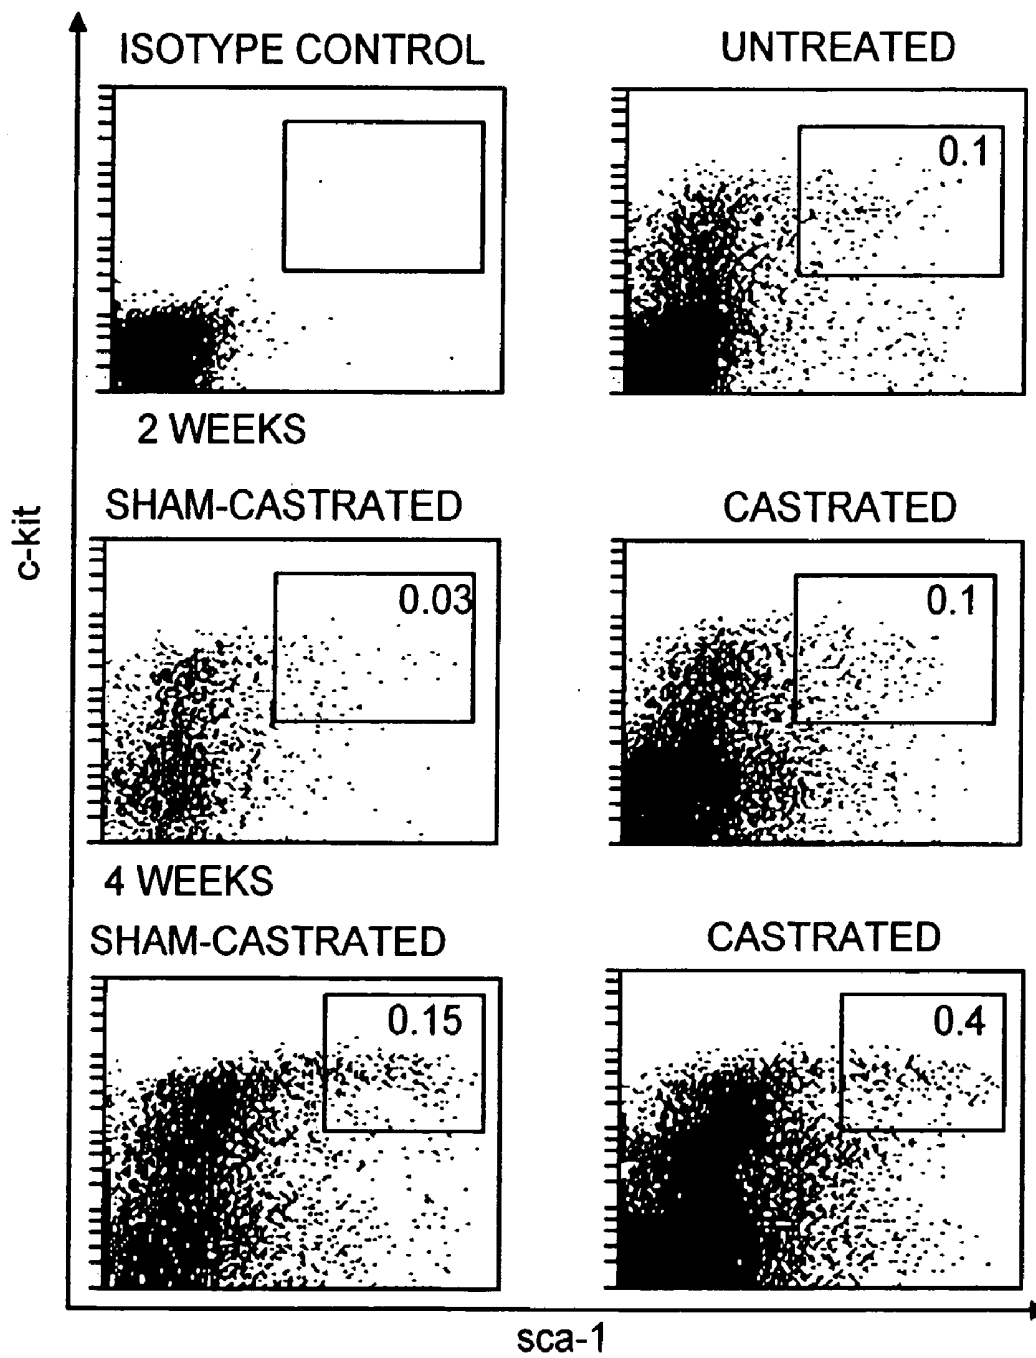 ISOTYPE CONTROL
UNTREATED
0.1
2 WEEKS
SHAM-CASTRATED
CASTRATED
0.03
0.1
c-kit
4 WEEKS
SHAM-CASTRATED
CASTRATED
0.15
0.4
sca-1